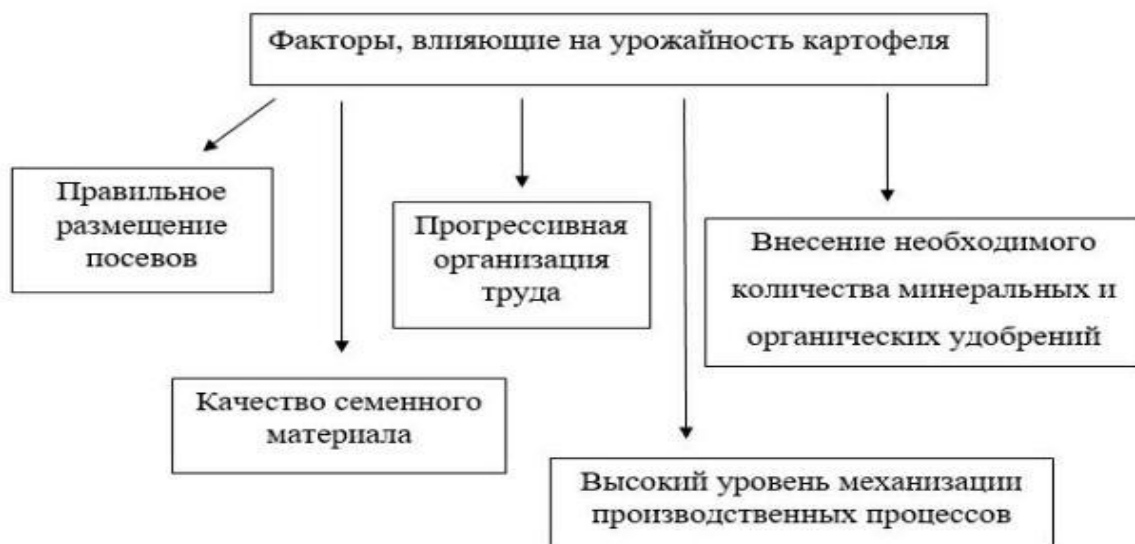 Факторы, влияющие на урожайность картофеля
Правильное
размещение
посевов
Прогрессивная
организация
труда
Внесение необходимого
количества минеральных и
органических удобрений
Качество семенного
материала
Высокий уровень механизации
производственных процессов